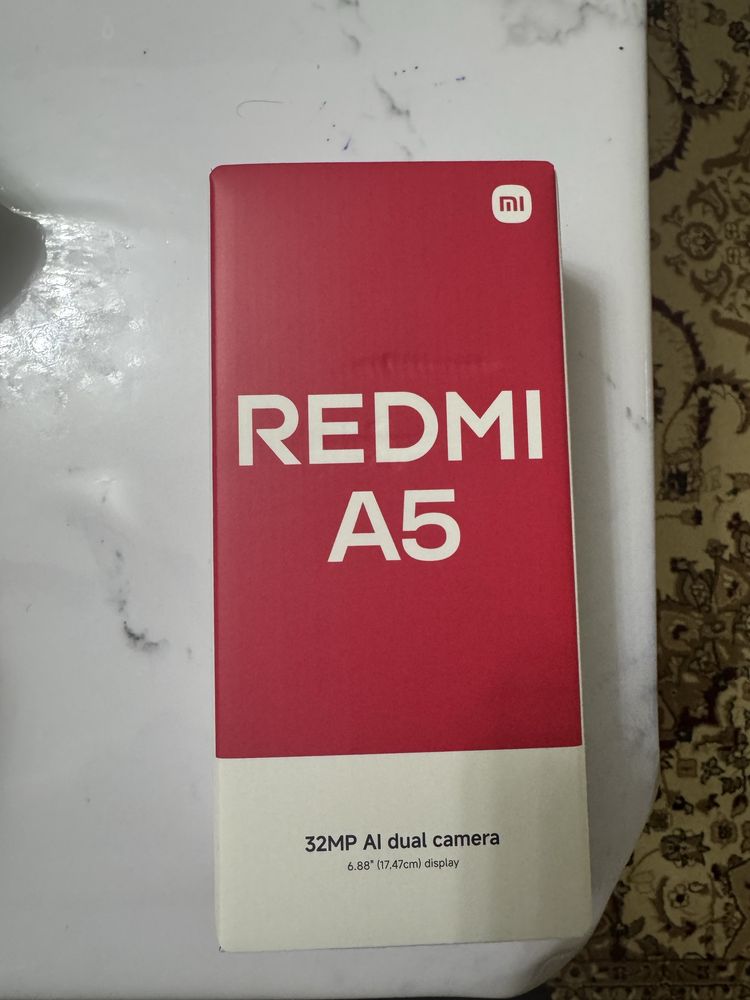 mi
REDMI
A5
32MP AI dual camera
6.88" (17,47cm) display